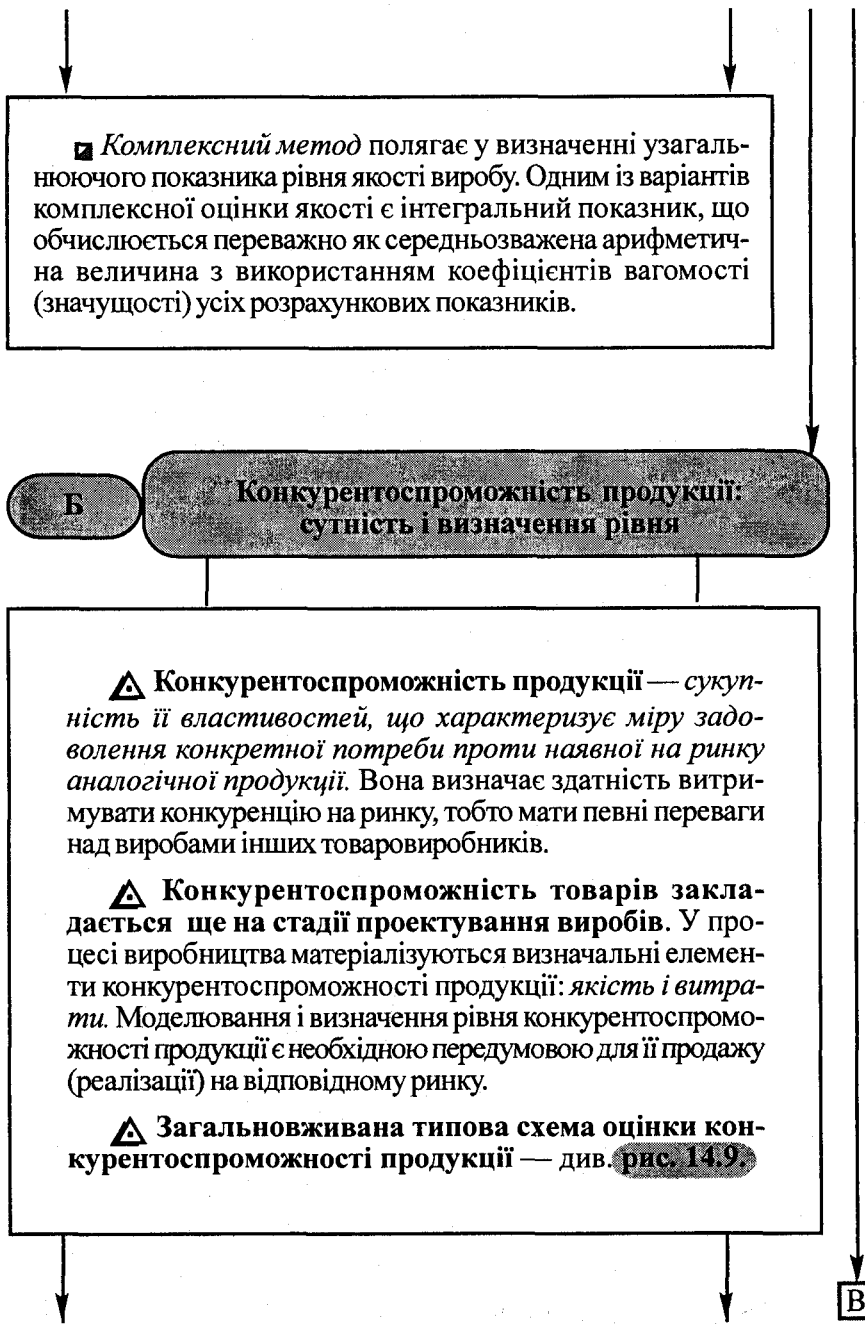 Комплексний метод полягає у визначенні узагаль-
нюючого показника рівня якості виробу. Одним із варіантів
комплексної оцінки якості є інтегральний показник, що
обчислюється переважно як середньозважена арифметич-
на величина з використанням коефіцієнтів вагомості
(значущості) усіх розрахункових показників.
Б
Конкурентоспроможність продукції:
сутність і визначення рівня
Конкурентоспроможність продукції — сукуп-
ність її властивостей, що характеризує міру задо-
волення конкретної потреби проти наявної на ринку
аналогічної продукції. Вона визначає здатність витри-
мувати конкуренцію на ринку, тобто мати певні переваги
над виробами інших товаровиробників.
Конкурентоспроможність товарів закла-
дається ще на стадії проектування виробів. У про-
цесі виробництва матеріалізуються визначальні елемен-
ти конкурентоспроможності продукції: якість і витра-
ти. Моделювання і визначення рівня конкурентоспромо-
жності продукції є необхідною передумовою для її продажу
(реалізації) на відповідному ринку.
Загальновживана типова схема оцінки кон-
курентоспроможності продукції — див. рис. 14.9.
В